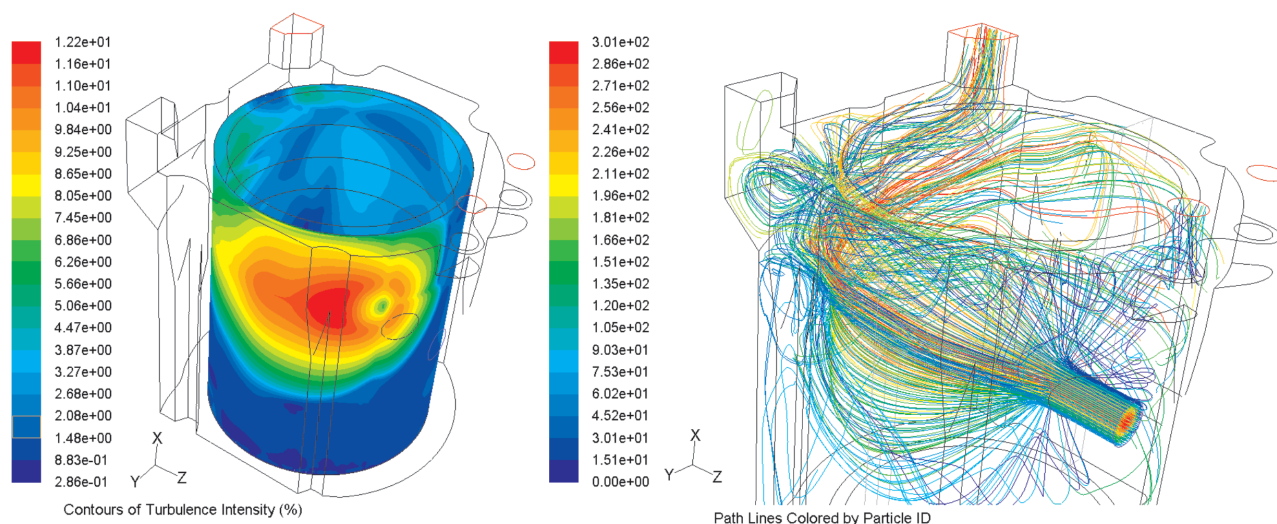 1.22e+01
1.16e+01
1.10e+01
1.04e+01
9.84e+00
9.25e+00
8.65e+00
8.05e+00
7.45e+00
6.86e+00
6.26e+00
5.66e+00
5.06e+00
4.47e+00
3.87e+00
3.27e+00
2.68e+00
2.08e+00
1.48e+00
8.83e-01
2.86e-01
X
Y
Z
Contours of Turbulence Intensity (%)
3.01e+02
2.86e+02
2.71e+02
2.56e+02
2.41e+02
2.26e+02
2.11e+02
1.96e+02
1.81e+02
1.66e+02
1.51e+02
1.35e+02
1.20e+02
1.05e+02
9.03e+01
7.53e+01
6.02e+01
4.52e+01
3.01e+01
1.51e+01
0.00e+00
X
Y
Z
Path Lines Colored by Particle ID